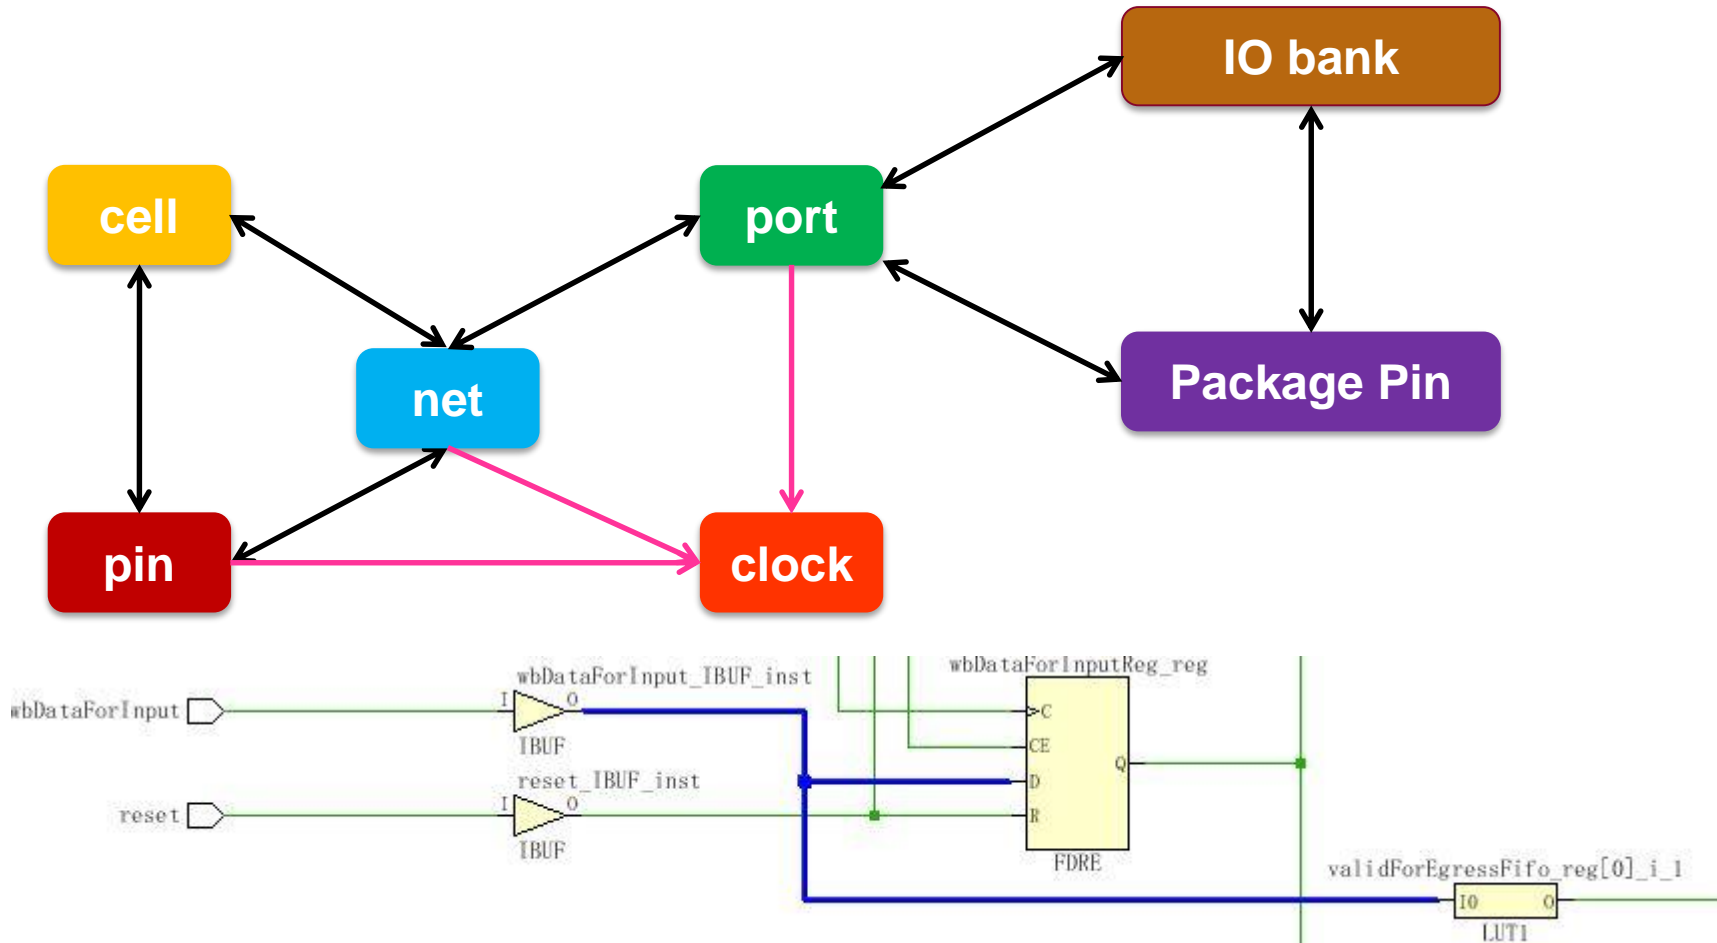 IO bank
cell
port
net
Package Pin
pin
clock
wbDataForInputReg_reg
wbDataForInput_IBUF_inst
wbDataForInput
I
O
C
IBUF
CE
Q
reset_IBUF_inst
D
I
O
reset
R
IBUF
FDRE
validForEgressFifo_reg[0]_i_1
I0
O
LUT1